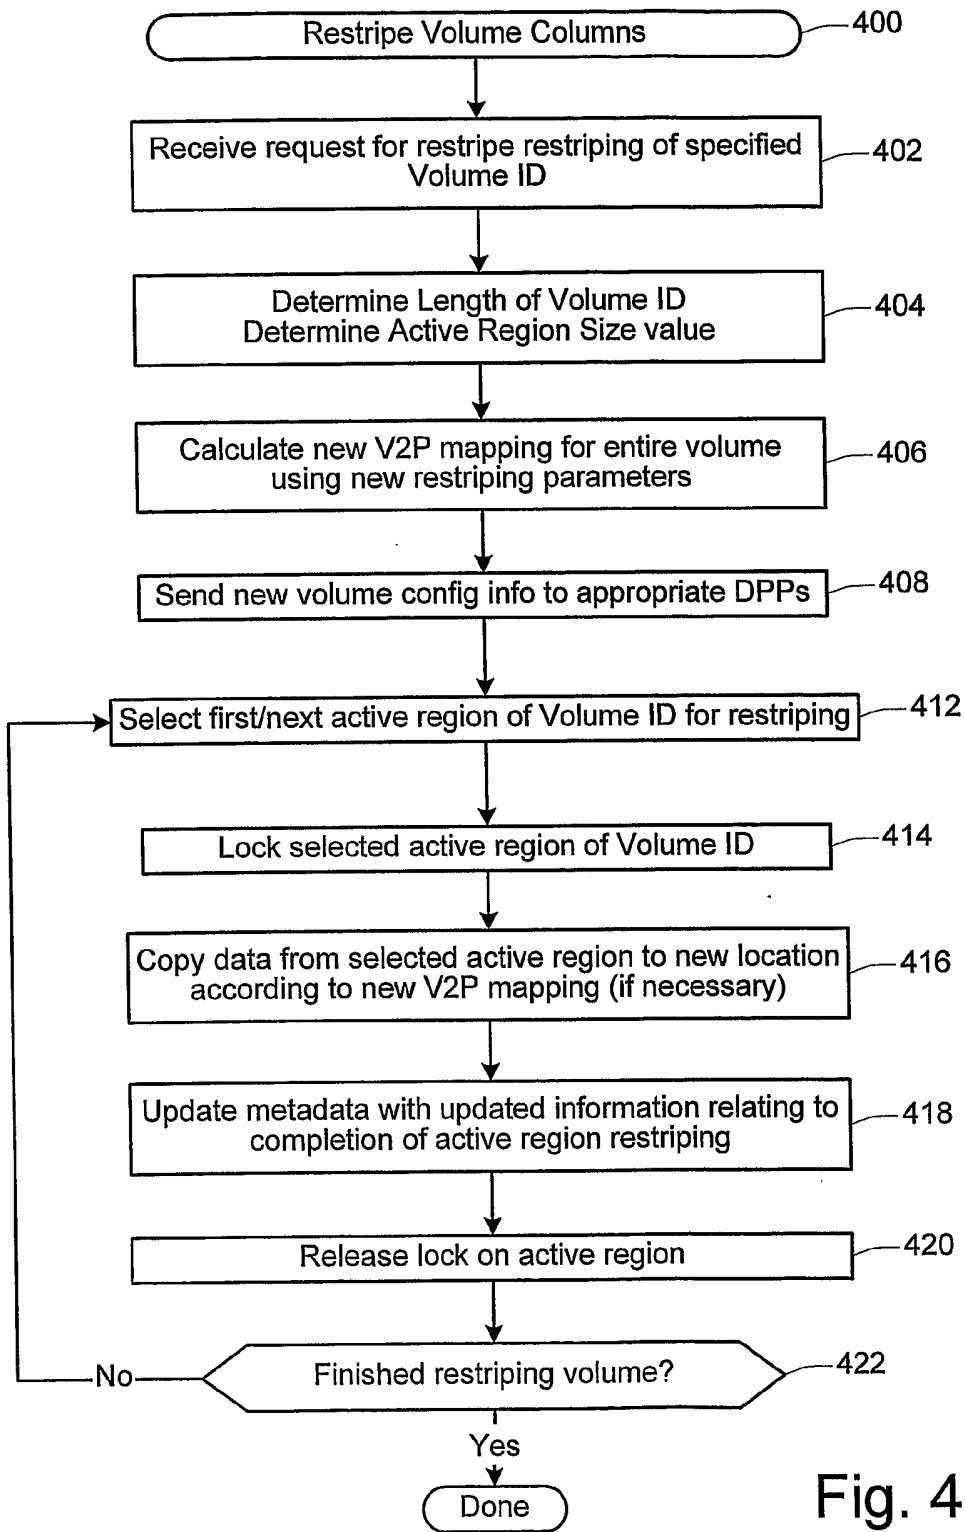 Restripe Volume Columns
400
Receive request for restripe restriping of specified
Volume ID
402
Determine Length of Volume ID
Determine Active Region Size value
404
Calculate new V2P mapping for entire volume
using new restriping parameters
406
Send new volume config info to appropriate DPPs
408
Select first/next active region of Volume ID for restriping
412
Lock selected active region of Volume ID
414
Copy data from selected active region to new location
according to new V2P mapping (if necessary)
416
Update metadata with updated information relating to
completion of active region restriping
418
Release lock on active region
420
Finished restriping volume?
422
No
Yes
Done
Fig. 4